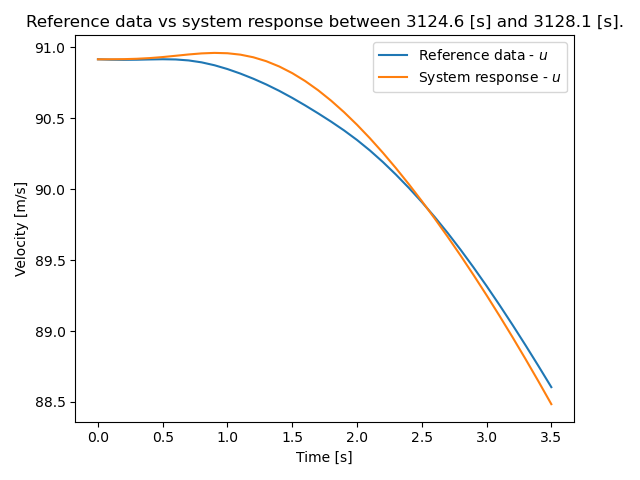 Reference data vs system response between 3124.6 [s] and 3128.1 [s].
91.0
90.5
90.0
89.5
89.0
88.5
Velocity [m/s]
Reference data - u
System response - u
0.0 0.5 1.0 1.5 2.0 2.5 3.0 3.5
Time [s]